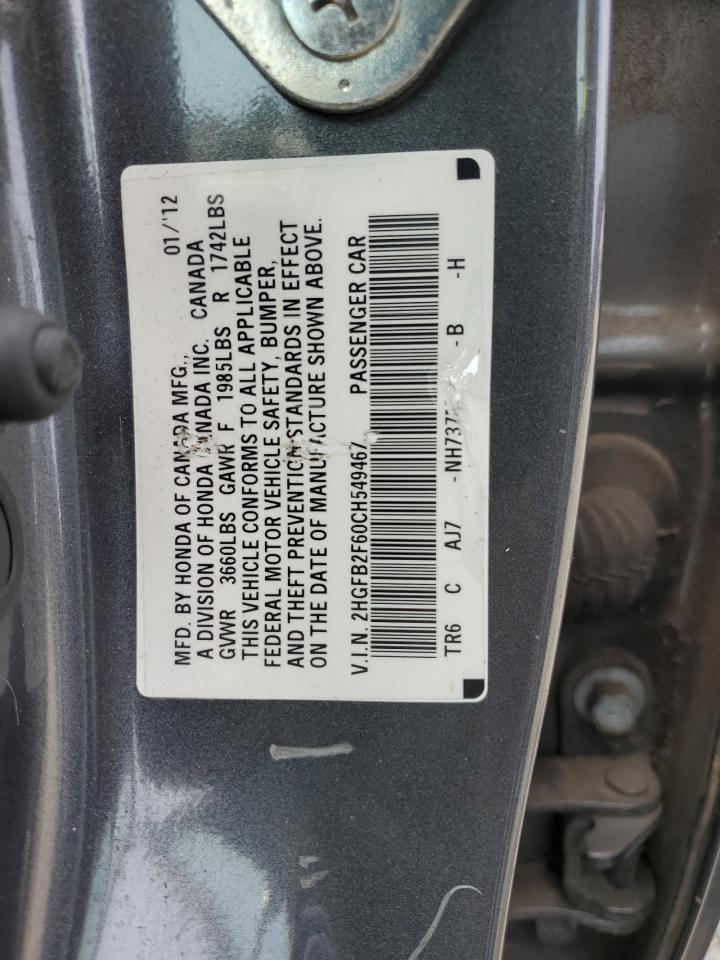 MFD. BY HONDA OF CANADA MFG., 01/'12
A DIVISION OF HONDA CANADA INC. CANADA
GVWR 3660LBS GAWR F 1985LBS R 1742LBS
THIS VEHICLE CONFORMS TO ALL APPLICABLE
FEDERAL MOTOR VEHICLE SAFETY, BUMPER,
AND THEFT PREVENTION STANDARDS IN EFFECT
ON THE DATE OF MANUFACTURE SHOWN ABOVE.
V.I.N. 2HGFB2F60CH549467 PASSENGER CAR
TR6 C AJ7 -B -H